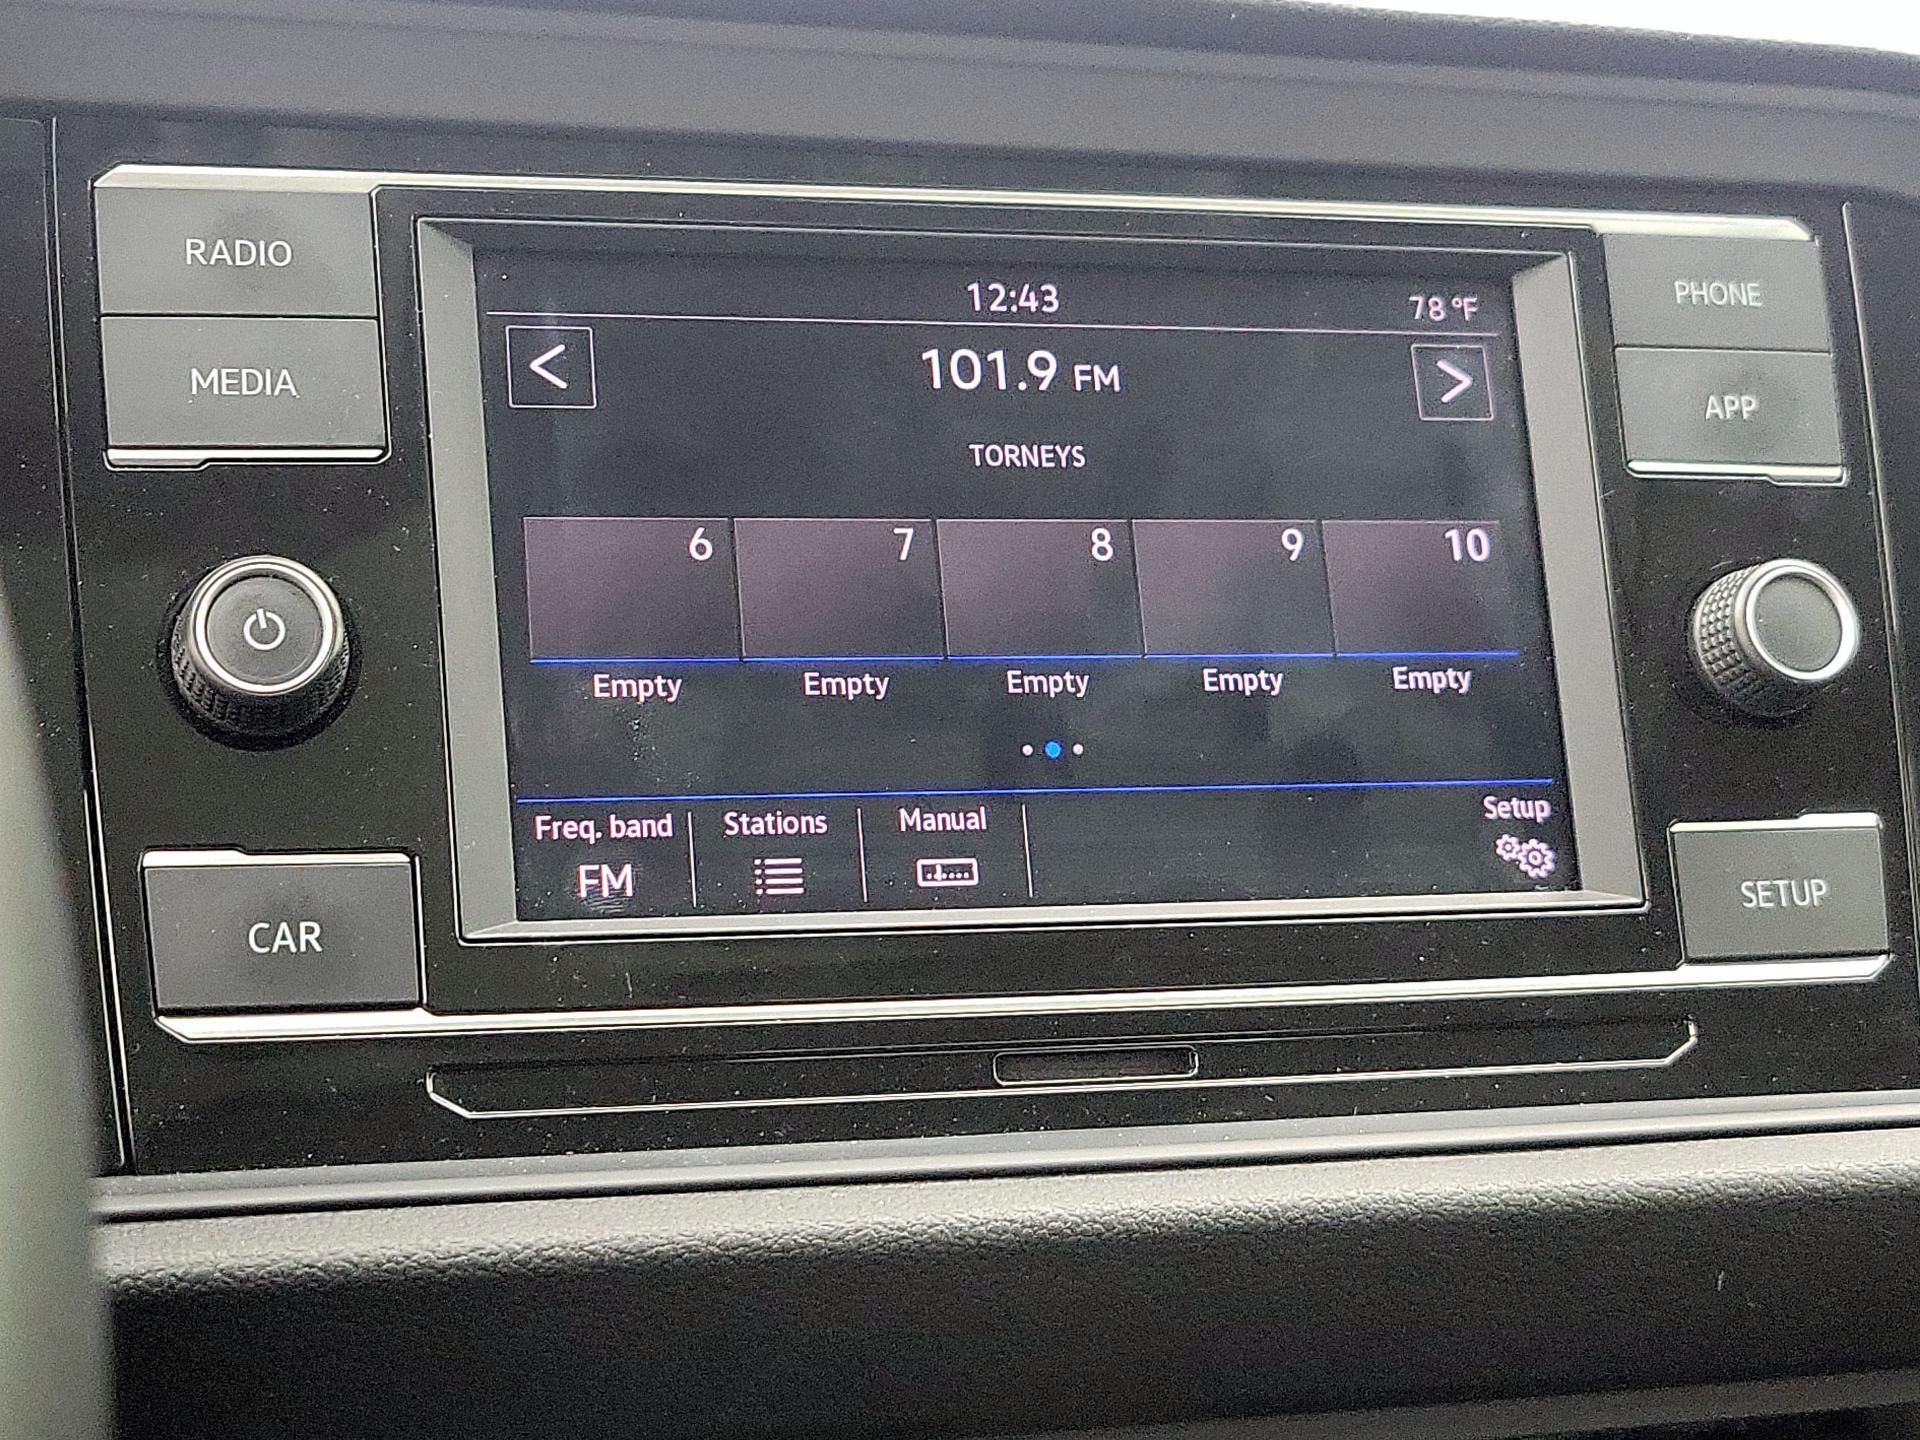 RADIO
MEDIA
CAR
12:43
78 °F
<
101.9 FM
>
TORNEYS
6 7 8 9 10
Empty Empty Empty Empty Empty
Freq. band Stations Manual Setup
FM
PHONE
APP
SETUP